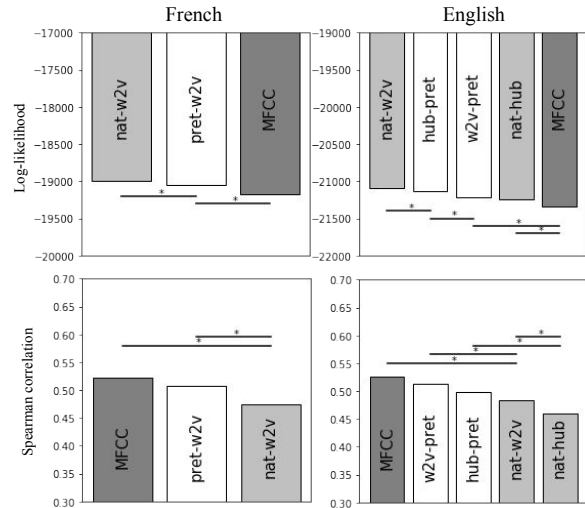 French
English
Log-likelihood
−17000
−17500
−18000
−18500
−19000
−19500
−20000
nat-w2v
pret-w2v
MFCC
*
*
−19000
−19500
−20000
−20500
−21000
−21500
−22000
nat-w2v
hub-pret
w2v-pret
nat-hub
MFCC
*
*
*
*
Spearman correlation
0.70
0.65
0.60
0.55
0.50
0.45
0.40
0.35
0.30
MFCC
pret-w2v
nat-w2v
*
*
0.70
0.65
0.60
0.55
0.50
0.45
0.40
0.35
0.30
MFCC
w2v-pret
hub-pret
nat-w2v
nat-hub
*
*
*
*